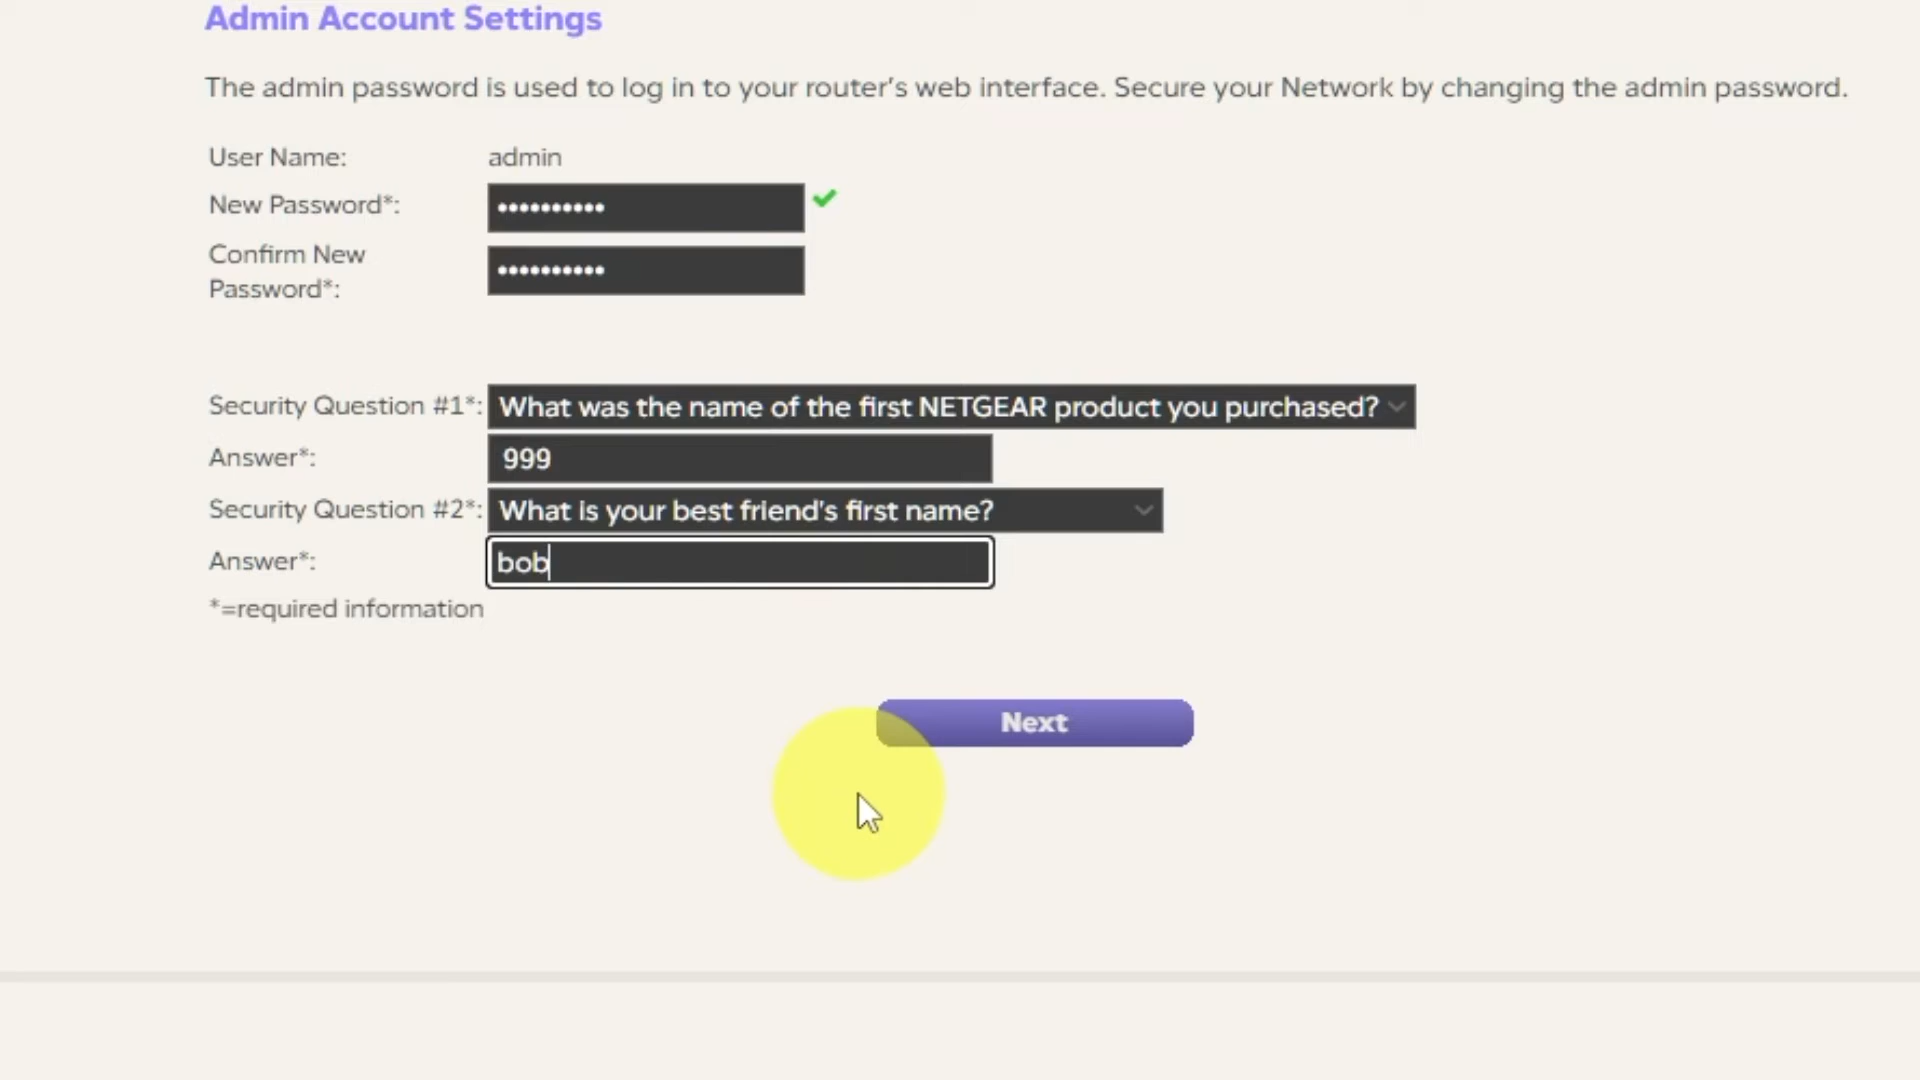 Admin Account Settings
The admin password is used to log in to your router's web interface. Secure your Network by changing the admin password.
User Name: admin
New Password*: ••••••••••
Confirm New
Password*: ••••••••••
Security Question #1*: What was the name of the first NETGEAR product you purchased?
Answer*: 999
Security Question #2*: What is your best friend's first name?
Answer*: bob
*=required information
Next